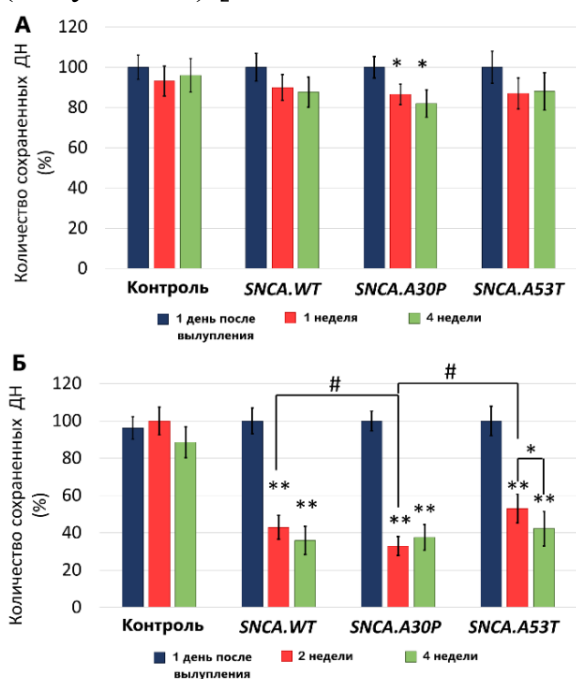 А
Количество сохраненных ДН
(%)
120
100
80
60
40
20
0
* *
Контроль SNCA.WT SNCA.A30P SNCA.A53T
1 день после вылупления 1 неделя 4 недели
Б
Количество сохраненных ДН
(%)
120
100
80
60
40
20
0
# #
*
** ** ** ** ** **
Контроль SNCA.WT SNCA.A30P SNCA.A53T
1 день после вылупления 2 недели 4 недели